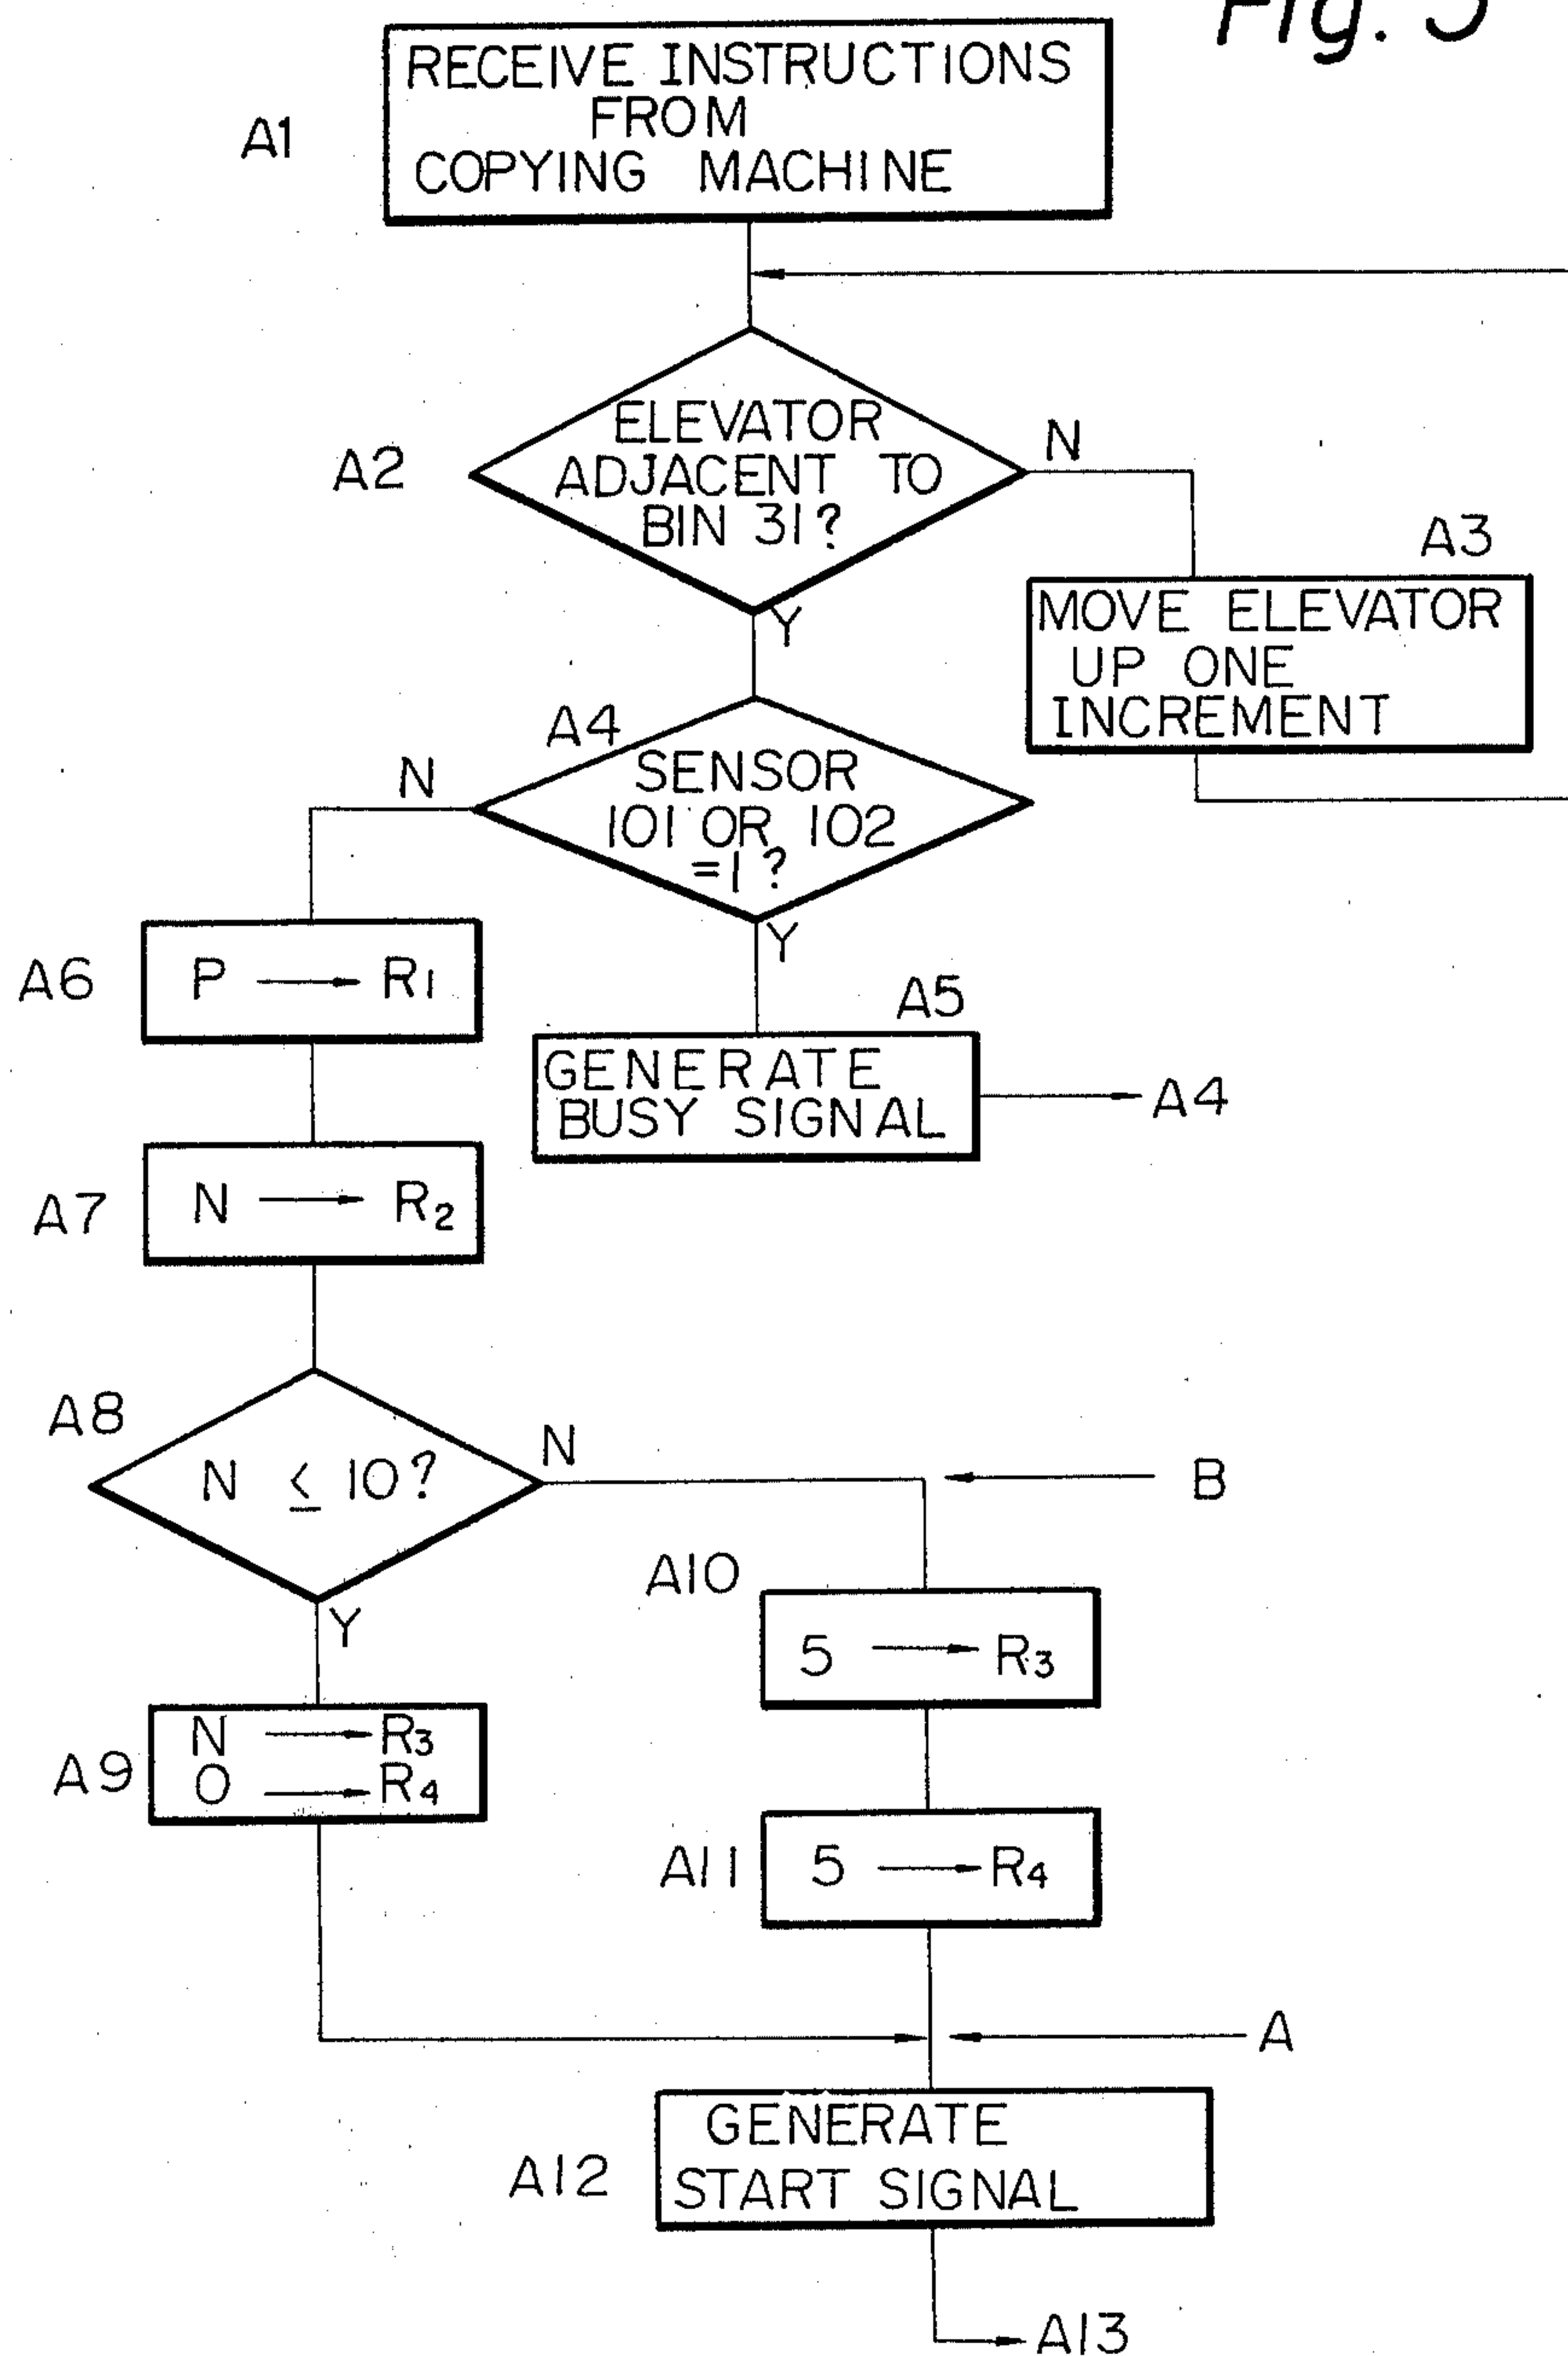 Fig. 5
RECEIVE INSTRUCTIONS
FROM
COPYING MACHINE
A1
ELEVATOR
ADJACENT TO
BIN 31?
A2
N
Y
A3
MOVE ELEVATOR
UP ONE
INCREMENT
A4
SENSOR
101 OR 102
=1?
N
Y
A6
P → R1
A5
GENERATE
BUSY SIGNAL
A4
A7
N → R2
A8
N ≤ 10?
N
B
Y
A10
5 → R3
A9
N → R3
0 → R4
A11
5 → R4
A
A12
GENERATE
START SIGNAL
A13